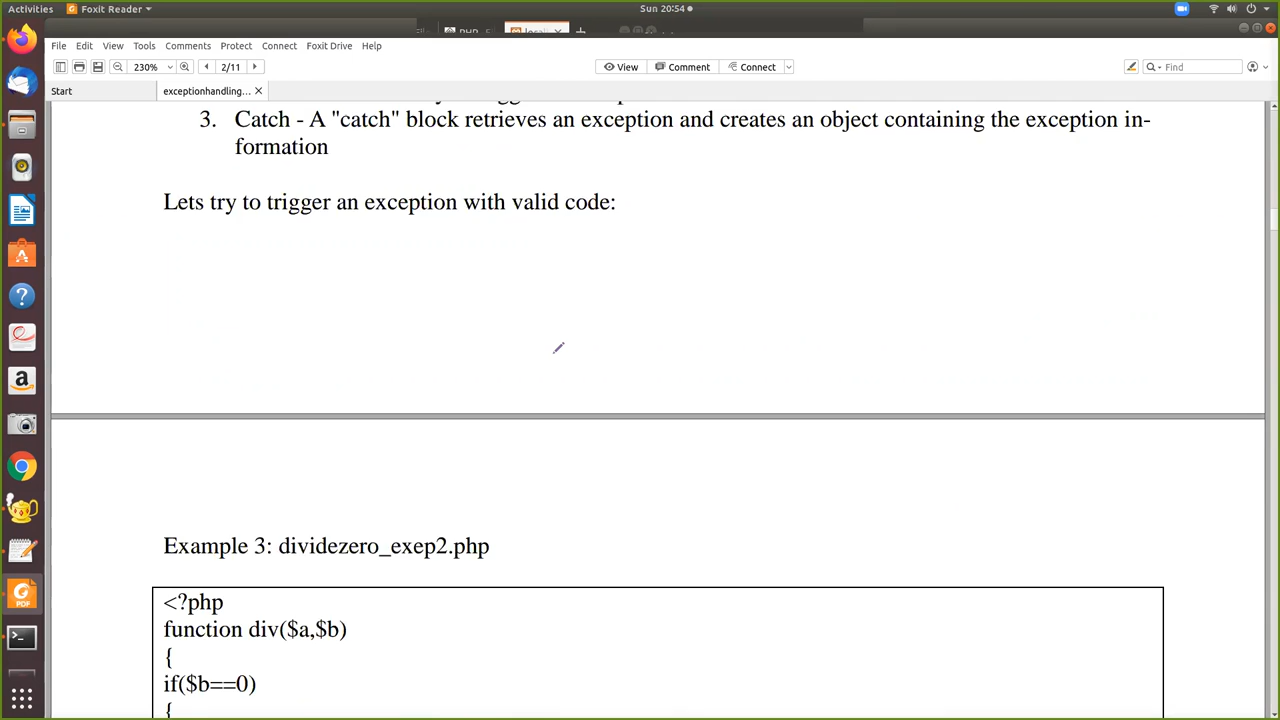 Activities
Foxit Reader
Sun 20:54
PHP
File Edit View Tools Comments Protect Connect Foxit Drive Help
230% 2/11 View Comment Connect Find
Start exceptionhandling...
3. Catch - A "catch" block retrieves an exception and creates an object containing the exception in-
formation
Lets try to trigger an exception with valid code:
Example 3: dividezero_exep2.php
<?php
function div($a,$b)
{
if($b==0)
{